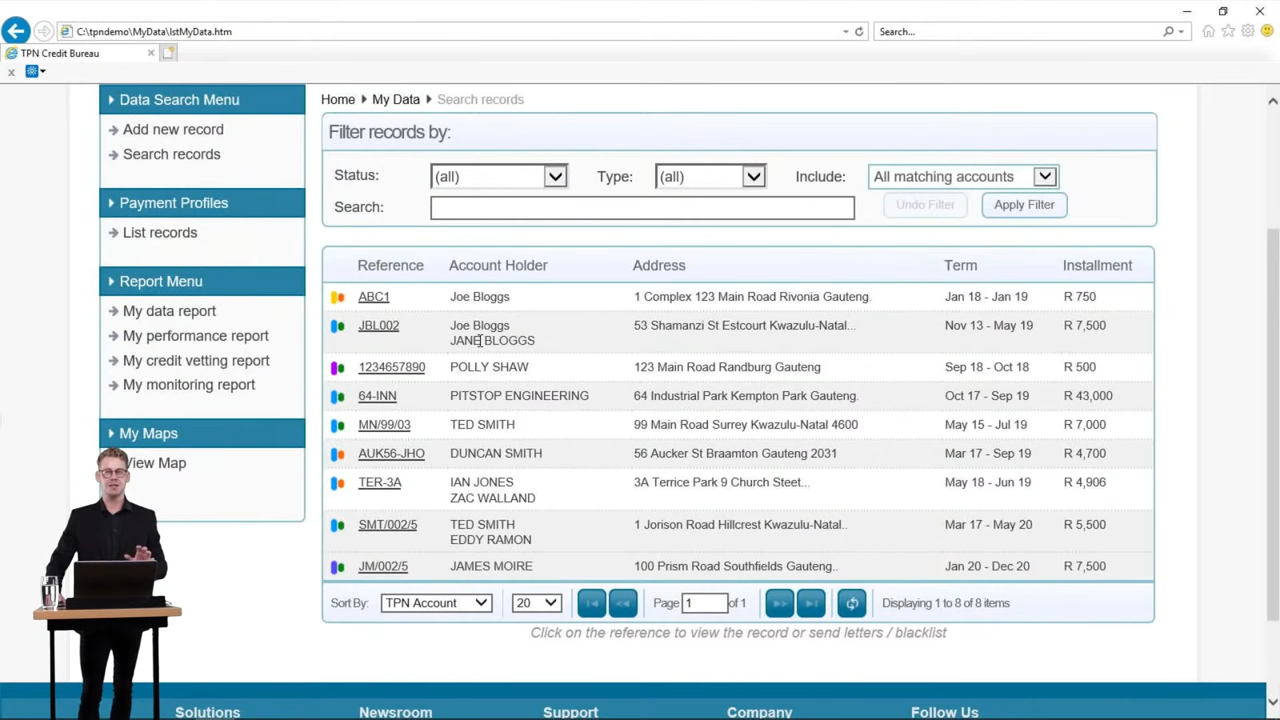 C:\tpndemo\MyData\lstMyData.htm
Search...
TPN Credit Bureau
Data Search Menu
Add new record
Search records
Payment Profiles
List records
Report Menu
My data report
My performance report
My credit vetting report
My monitoring report
My Maps
View Map
Home My Data Search records
Filter records by:
Status: (all) Type: (all) Include: All matching accounts
Search: Undo Filter Apply Filter
Reference Account Holder Address Term Installment
ABC1 Joe Bloggs 1 Complex 123 Main Road Rivonia Gauteng. Jan 18 - Jan 19 R 750
JBL002 Joe Bloggs 53 Shamanzi St Estcourt Kwazulu-Natal... Nov 13 - May 19 R 7,500
JANE BLOGGS
1234657890 POLLY SHAW 123 Main Road Randburg Gauteng Sep 18 - Oct 18 R 500
64-INN PITSTOP ENGINEERING 64 Industrial Park Kempton Park Gauteng. Oct 17 - Sep 19 R 43,000
MN/99/03 TED SMITH 99 Main Road Surrey Kwazulu-Natal 4600 May 15 - Jul 19 R 7,000
AUK56-JHO DUNCAN SMITH 56 Aucker St Braamton Gauteng 2031 Mar 17 - Sep 19 R 4,700
TER-3A IAN JONES 3A Terrice Park 9 Church Steet... May 18 - Jun 19 R 4,906
ZAC WALLAND
SMT/002/5 TED SMITH 1 Jorison Road Hillcrest Kwazulu-Natal.. Mar 17 - May 20 R 5,500
EDDY RAMON
JM/002/5 JAMES MOIRE 100 Prism Road Southfields Gauteng.. Jan 20 - Dec 20 R 7,500
Sort By: TPN Account 20 Page 1 of 1 Displaying 1 to 8 of 8 items
Click on the reference to view the record or send letters / blacklist
Solutions Newsroom Support Company Follow Us